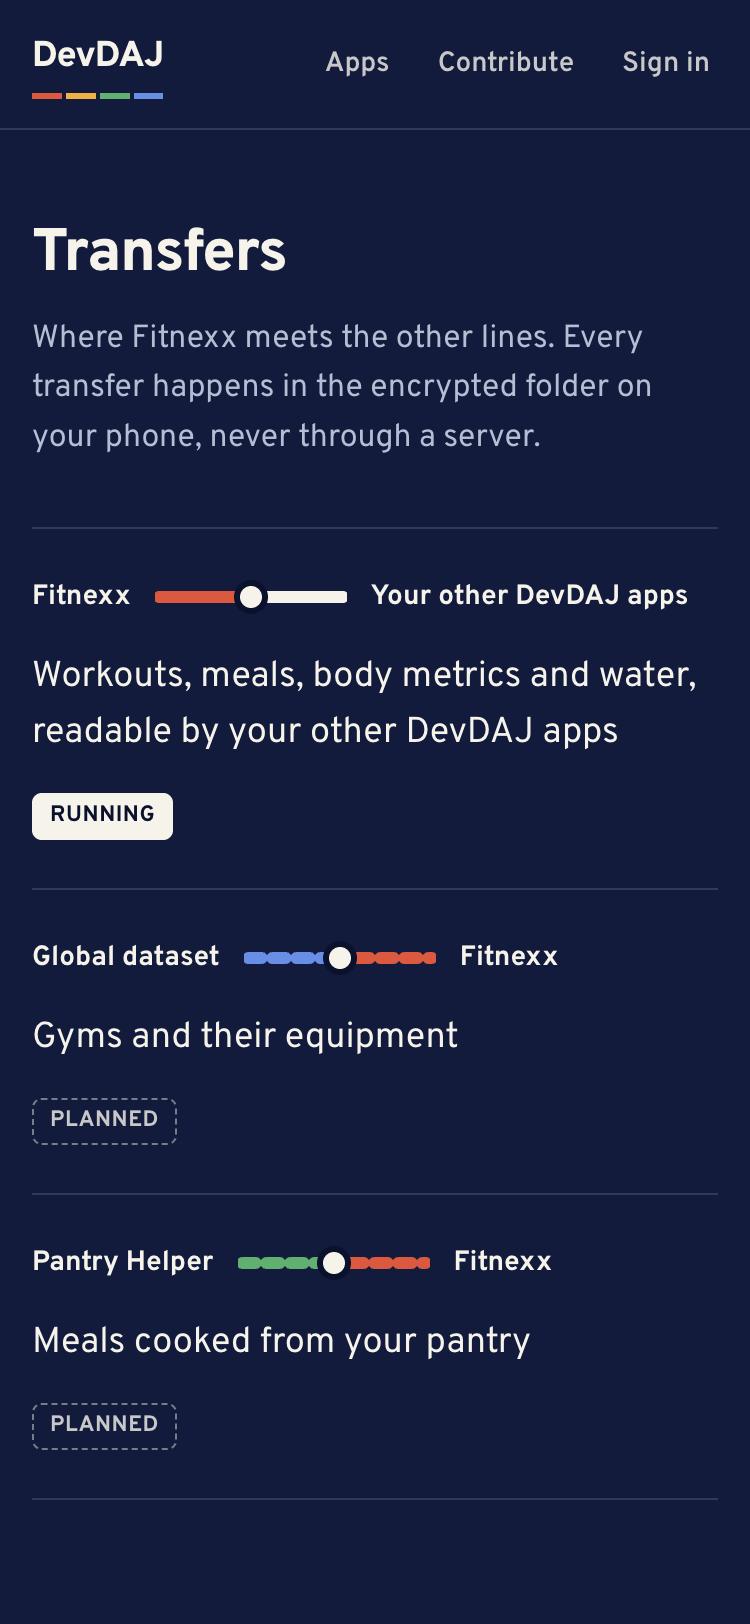 DevDAJ
Apps
Contribute
Sign in
Transfers
Where Fitnexx meets the other lines. Every
transfer happens in the encrypted folder on
your phone, never through a server.
Fitnexx
Your other DevDAJ apps
Workouts, meals, body metrics and water,
readable by your other DevDAJ apps
RUNNING
Global dataset
Fitnexx
Gyms and their equipment
PLANNED
Pantry Helper
Fitnexx
Meals cooked from your pantry
PLANNED